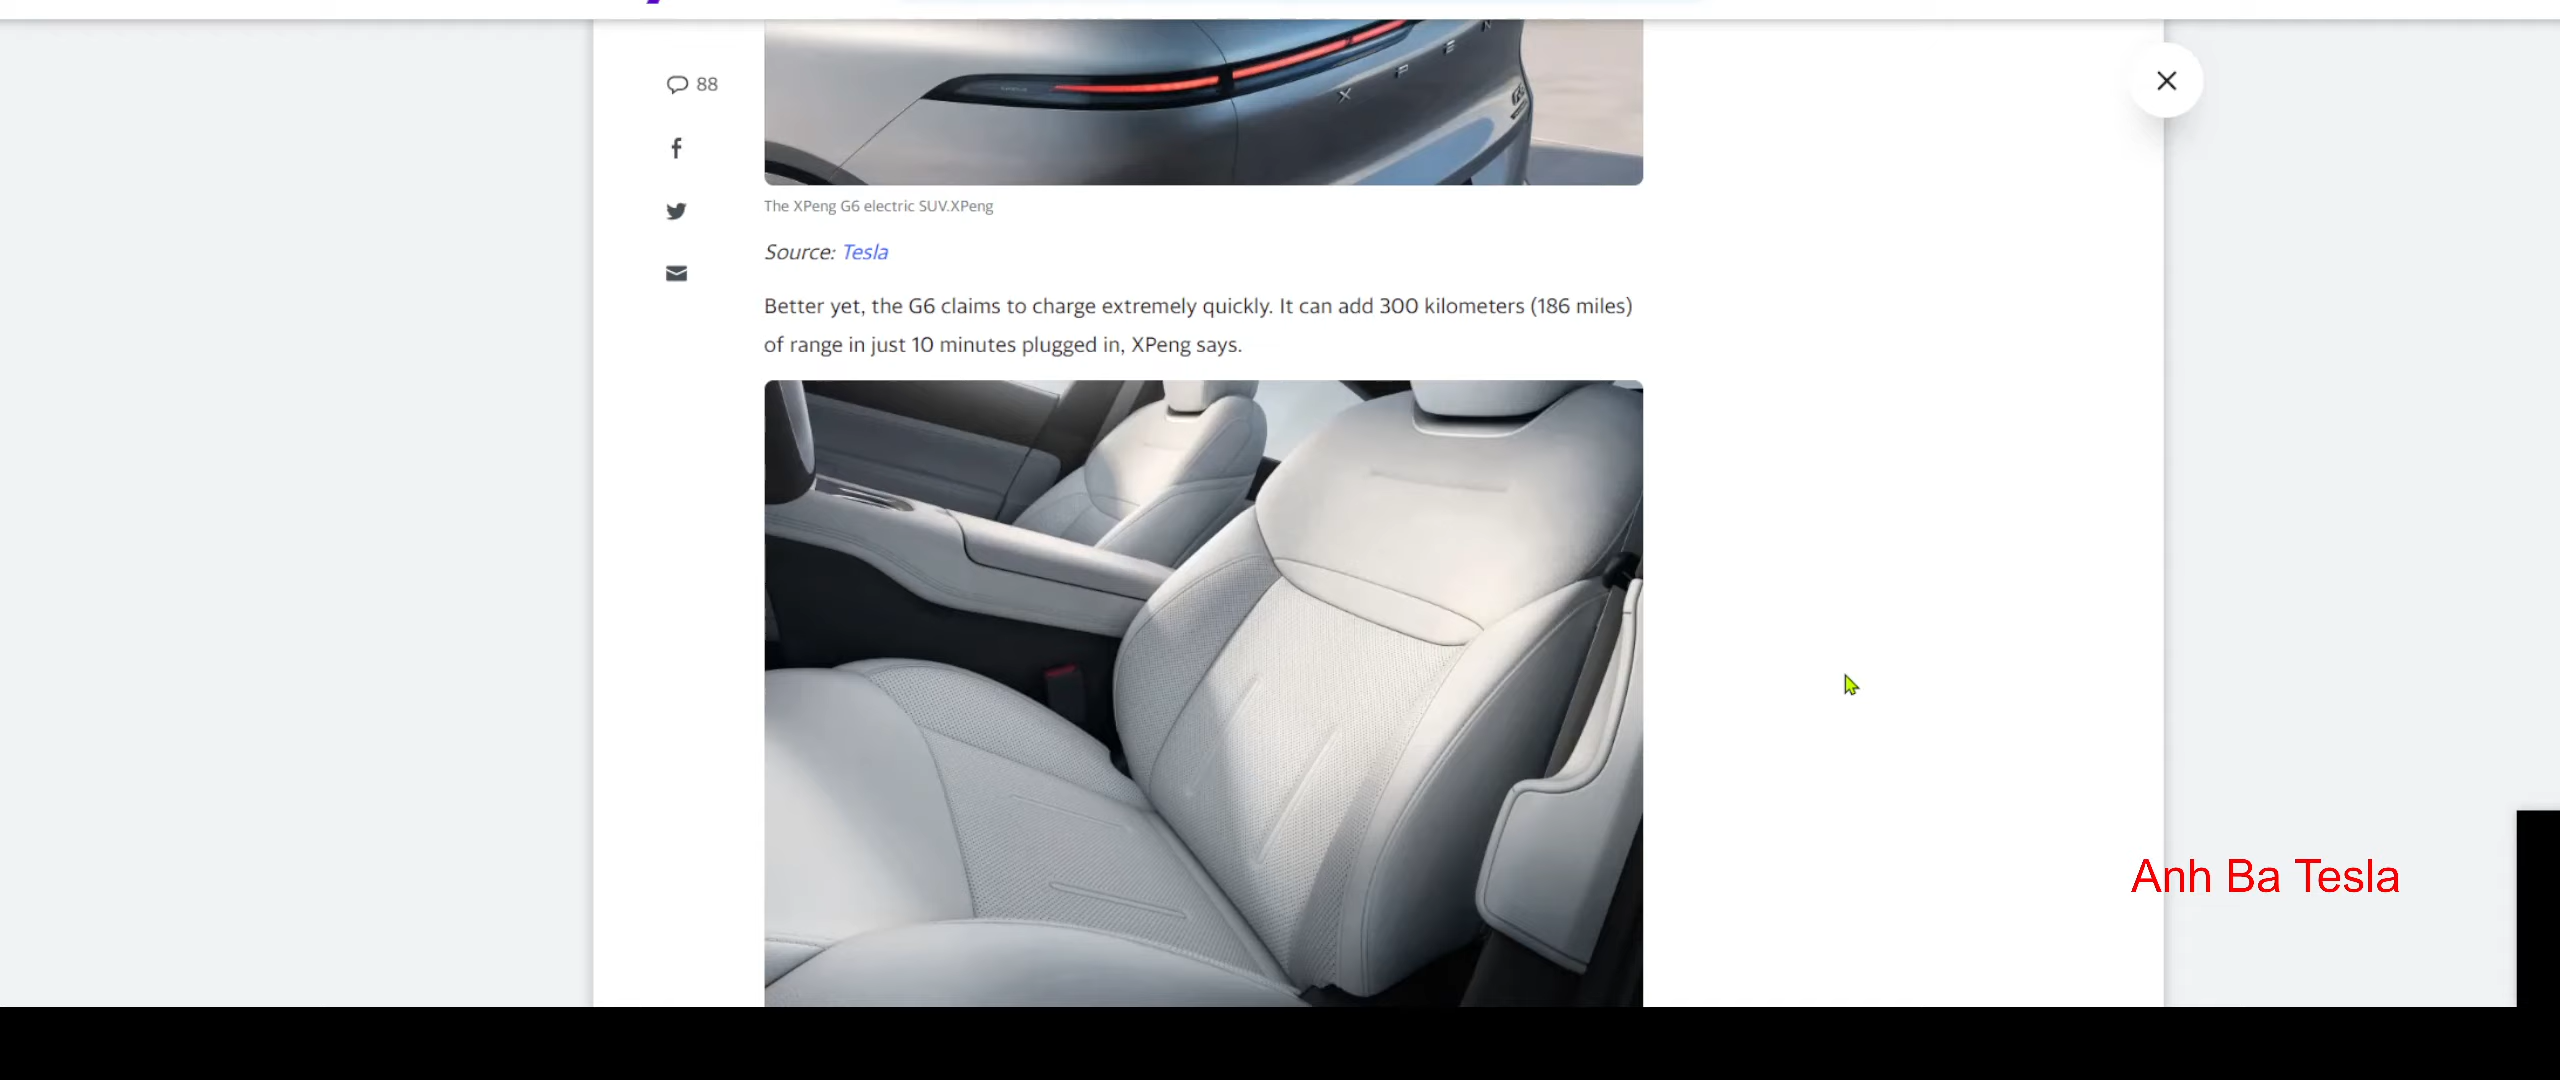 88
The XPeng G6 electric SUV.XPeng
Source: Tesla
Better yet, the G6 claims to charge extremely quickly. It can add 300 kilometers (186 miles)
of range in just 10 minutes plugged in, XPeng says.
Anh Ba Tesla